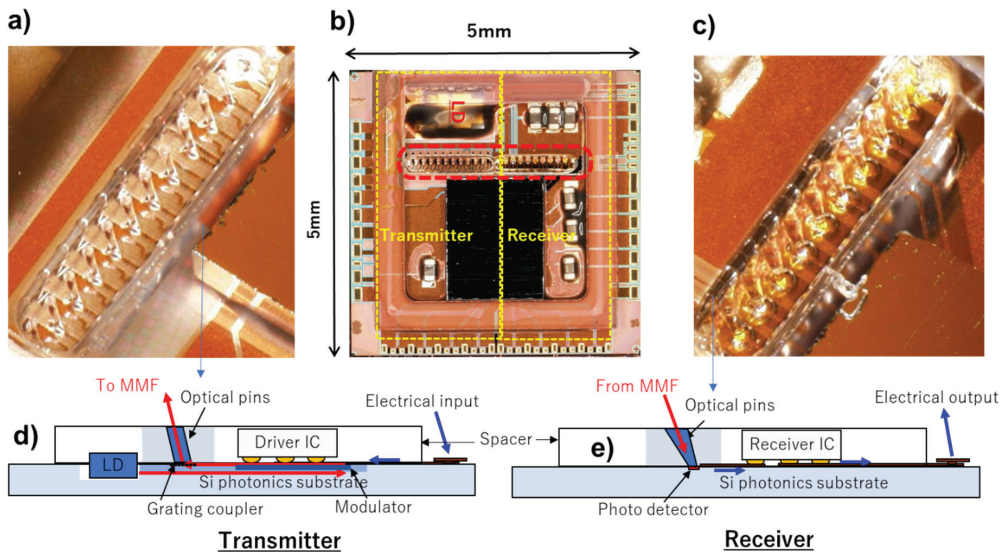 a)
b)
c)
5mm
5mm
LD
Transmitter
Receiver
To MMF
Optical pins
Electrical input
d)
Driver IC
Spacer
LD
Si photonics substrate
Grating coupler
Modulator
Transmitter
From MMF
Optical pins
Electrical output
e)
Receiver IC
Si photonics substrate
Photo detector
Receiver